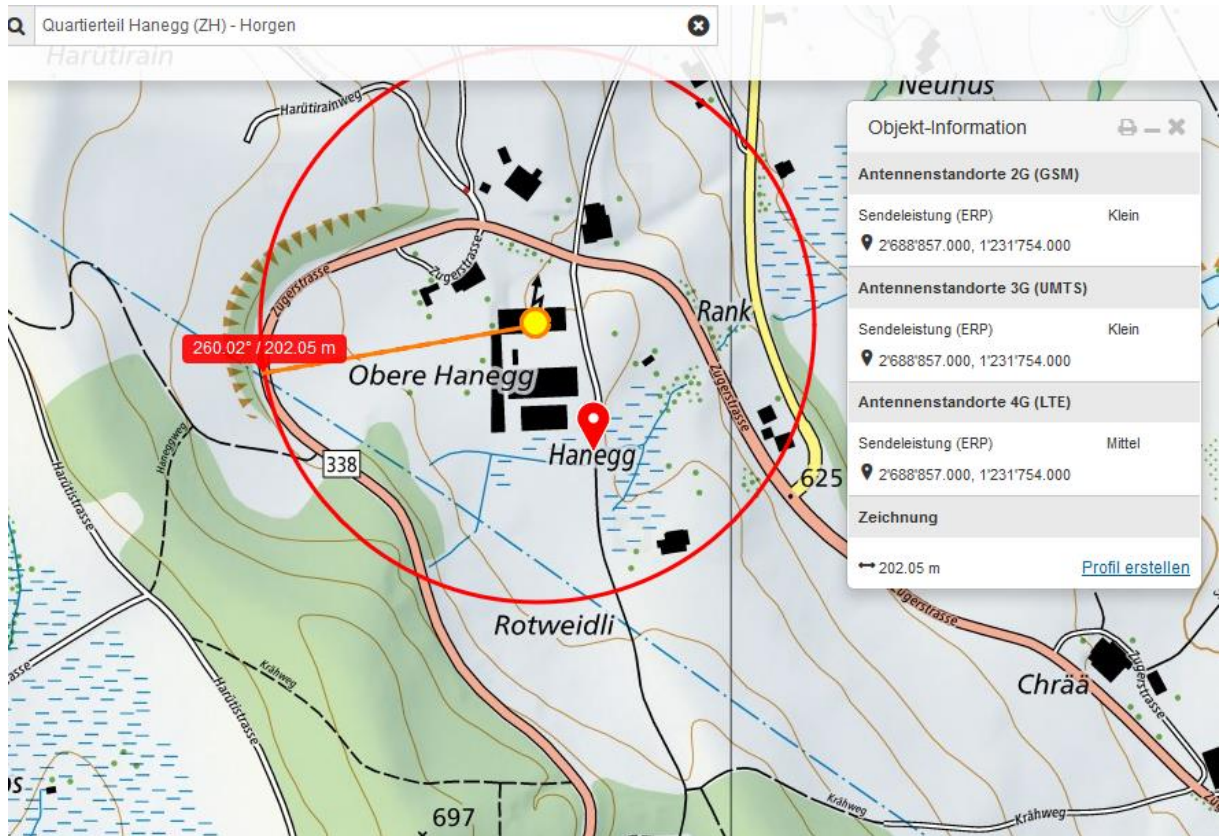 Quartierteil Hanegg (ZH) - Horgen
Harütirain
Neuhus
Harütirainweg
Objekt-Information
Antennenstandorte 2G (GSM)
Sendeleistung (ERP) Klein
2'688'857.000, 1'231'754.000
Antennenstandorte 3G (UMTS)
Sendeleistung (ERP) Klein
2'688'857.000, 1'231'754.000
Antennenstandorte 4G (LTE)
Sendeleistung (ERP) Mittel
2'688'857.000, 1'231'754.000
Zeichnung
202.05 m Profil erstellen
Zugerstrasse
Zugerstrasse
Rank
260.02° / 202.05 m
Obere Hanegg
Zugerstrasse
Haneggweg
Hanegg
338
625
Harütistrasse
Rotweidli
Zugerstrasse
Krähweg
Harütistrasse
Chrää
Zugerstrasse
697
Krähweg
Krähweg